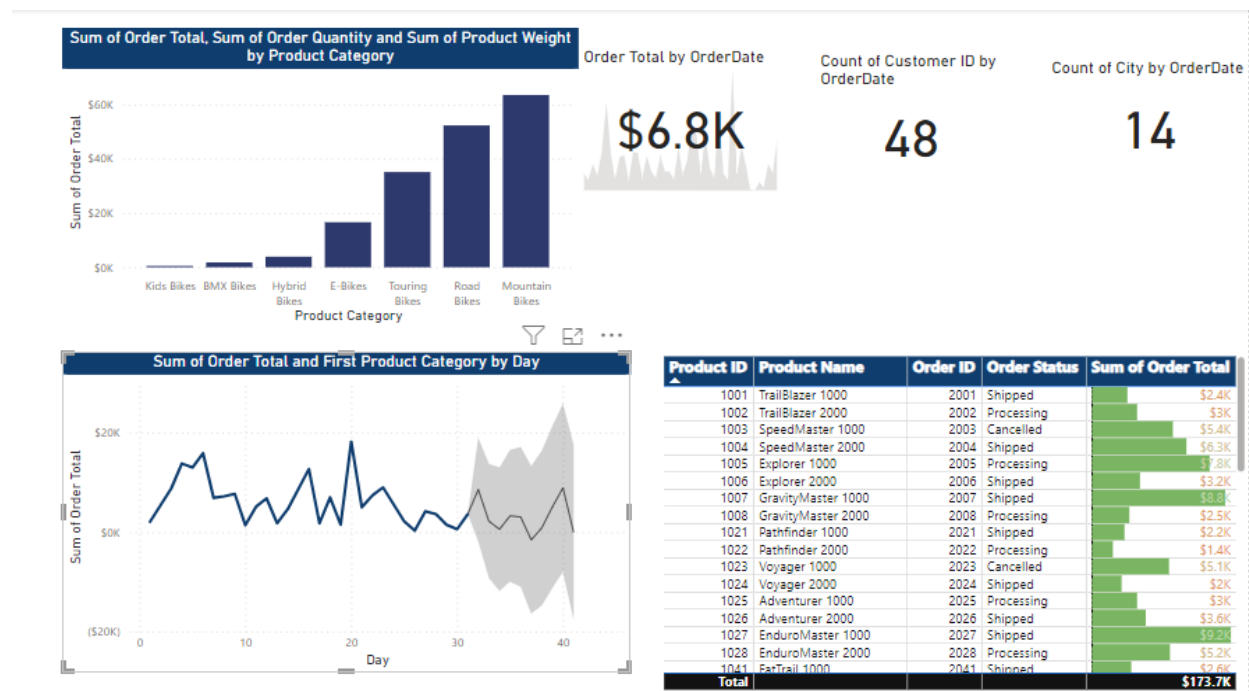 Sum of Order Total, Sum of Order Quantity and Sum of Product Weight
by Product Category
Sum of Order Total
$60K
$40K
$20K
$0K
Kids Bikes BMX Bikes Hybrid Bikes E-Bikes Touring Bikes Road Bikes Mountain Bikes
Product Category
Order Total by OrderDate
$6.8K
Count of Customer ID by
OrderDate
48
Count of City by OrderDate
14
Sum of Order Total and First Product Category by Day
Sum of Order Total
$20K
$0K
($20K)
0 10 20 30 40
Day
Product ID Product Name Order ID Order Status Sum of Order Total
1001 TrailBlazer 1000 2001 Shipped $2.4K
1002 TrailBlazer 2000 2002 Processing $3K
1003 SpeedMaster 1000 2003 Cancelled $5.4K
1004 SpeedMaster 2000 2004 Shipped $6.3K
1005 Explorer 1000 2005 Processing $7.8K
1006 Explorer 2000 2006 Shipped $3.2K
1007 GravityMaster 1000 2007 Shipped $8.8K
1008 GravityMaster 2000 2008 Processing $2.5K
1021 Pathfinder 1000 2021 Shipped $2.2K
1022 Pathfinder 2000 2022 Processing $1.4K
1023 Voyager 1000 2023 Cancelled $5.1K
1024 Voyager 2000 2024 Shipped $2K
1025 Adventurer 1000 2025 Processing $3K
1026 Adventurer 2000 2026 Shipped $3.6K
1027 EnduroMaster 1000 2027 Shipped $9.2K
1028 EnduroMaster 2000 2028 Processing $5.2K
1041 FatTrail 1000 2041 Shipped $2.6K
Total $173.7K